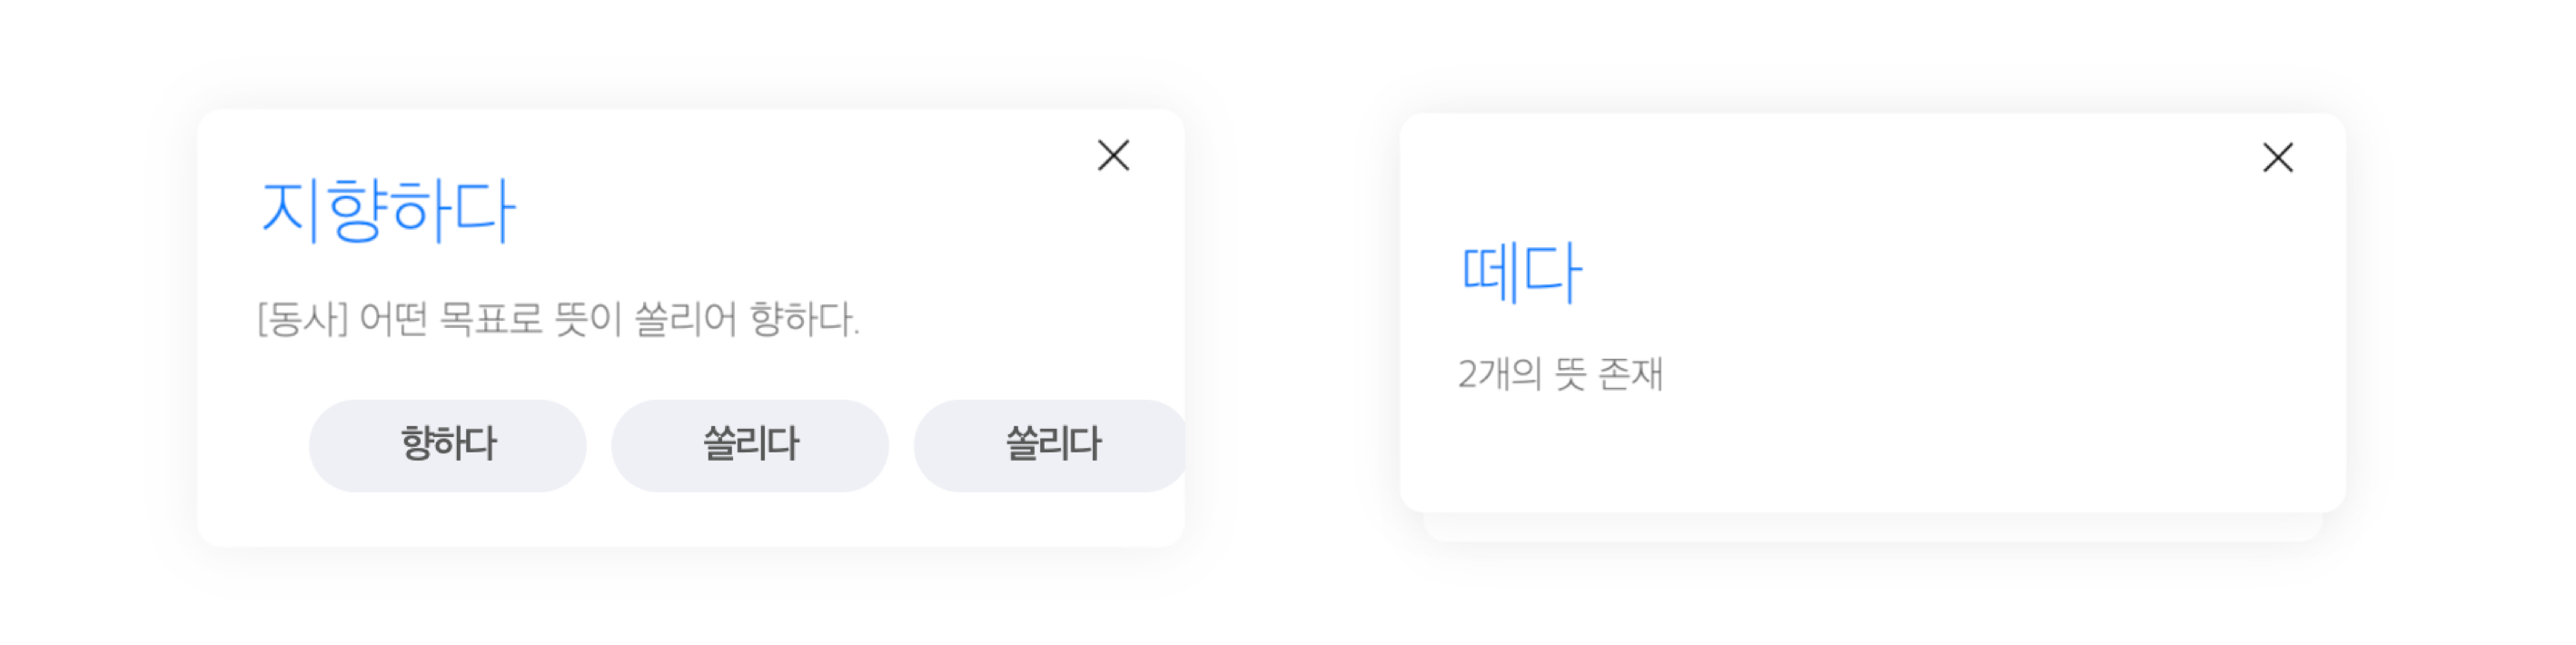 지향하다
[동사] 어떤 목표로 뜻이 쏠리어 향하다.
향하다 쏠리다 쏠리다
떼다
2개의 뜻 존재